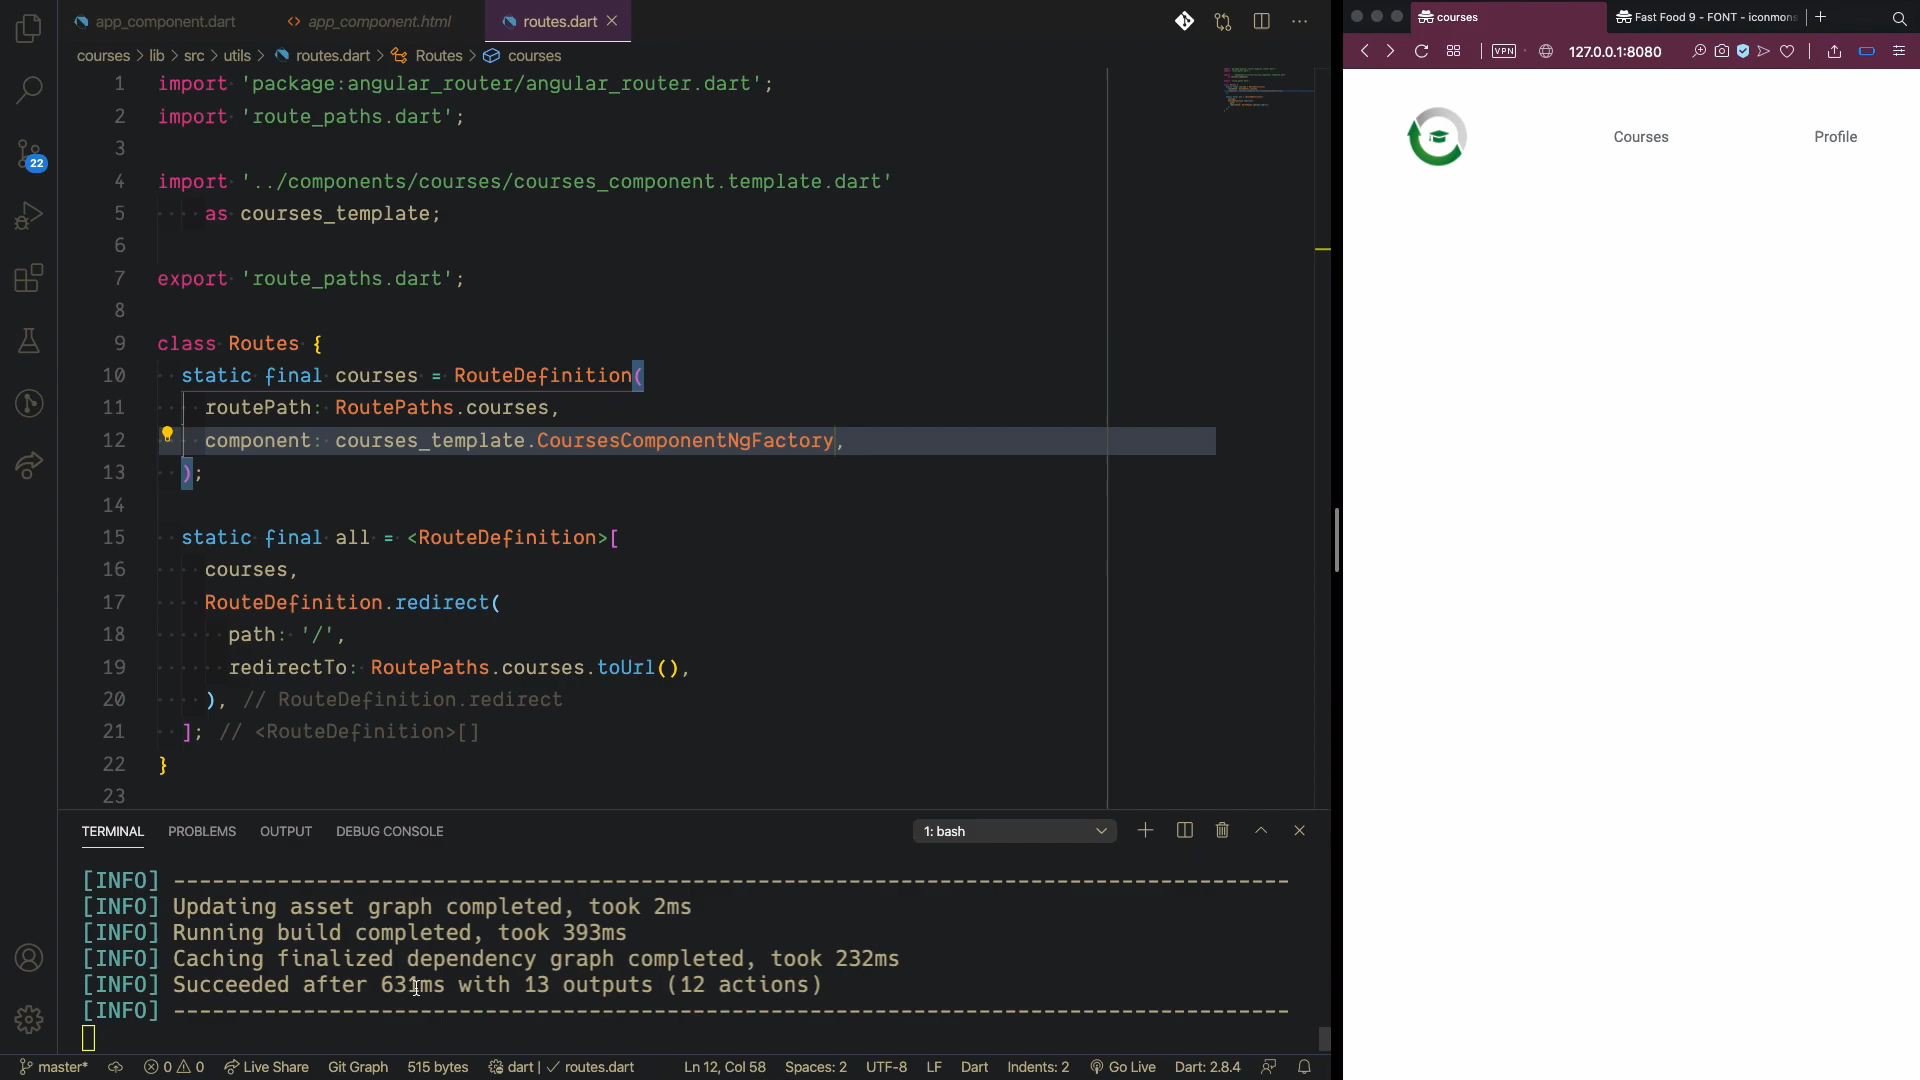 app_component.dart
app_component.html
routes.dart
courses > lib > src > utils > routes.dart > Routes > courses
1 import 'package:angular_router/angular_router.dart';
2 import 'route_paths.dart';
3
4 import '../components/courses/courses_component.template.dart'
5 as courses_template;
6
7 export 'route_paths.dart';
8
9 class Routes {
10 static final courses = RouteDefinition(
11 routePath: RoutePaths.courses,
12 component: courses_template.CoursesComponentNgFactory,
13 );
14
15 static final all = <RouteDefinition>[
16 courses,
17 RouteDefinition.redirect(
18 path: '/',
19 redirectTo: RoutePaths.courses.toUrl(),
20 ), // RouteDefinition.redirect
21 ]; // <RouteDefinition>[]
22 }
23
22
TERMINAL PROBLEMS OUTPUT DEBUG CONSOLE 1: bash
[INFO] --------------------------------------------------------------------------------------
[INFO] Updating asset graph completed, took 2ms
[INFO] Running build completed, took 393ms
[INFO] Caching finalized dependency graph completed, took 232ms
[INFO] Succeeded after 631ms with 13 outputs (12 actions)
[INFO] --------------------------------------------------------------------------------------
master* 0 0 Live Share Git Graph 515 bytes dart | routes.dart Ln 12, Col 58 Spaces: 2 UTF-8 LF Dart Indents: 2 Go Live Dart: 2.8.4
courses
Fast Food 9 - FONT - iconmons
VPN 127.0.0.1:8080
Courses Profile